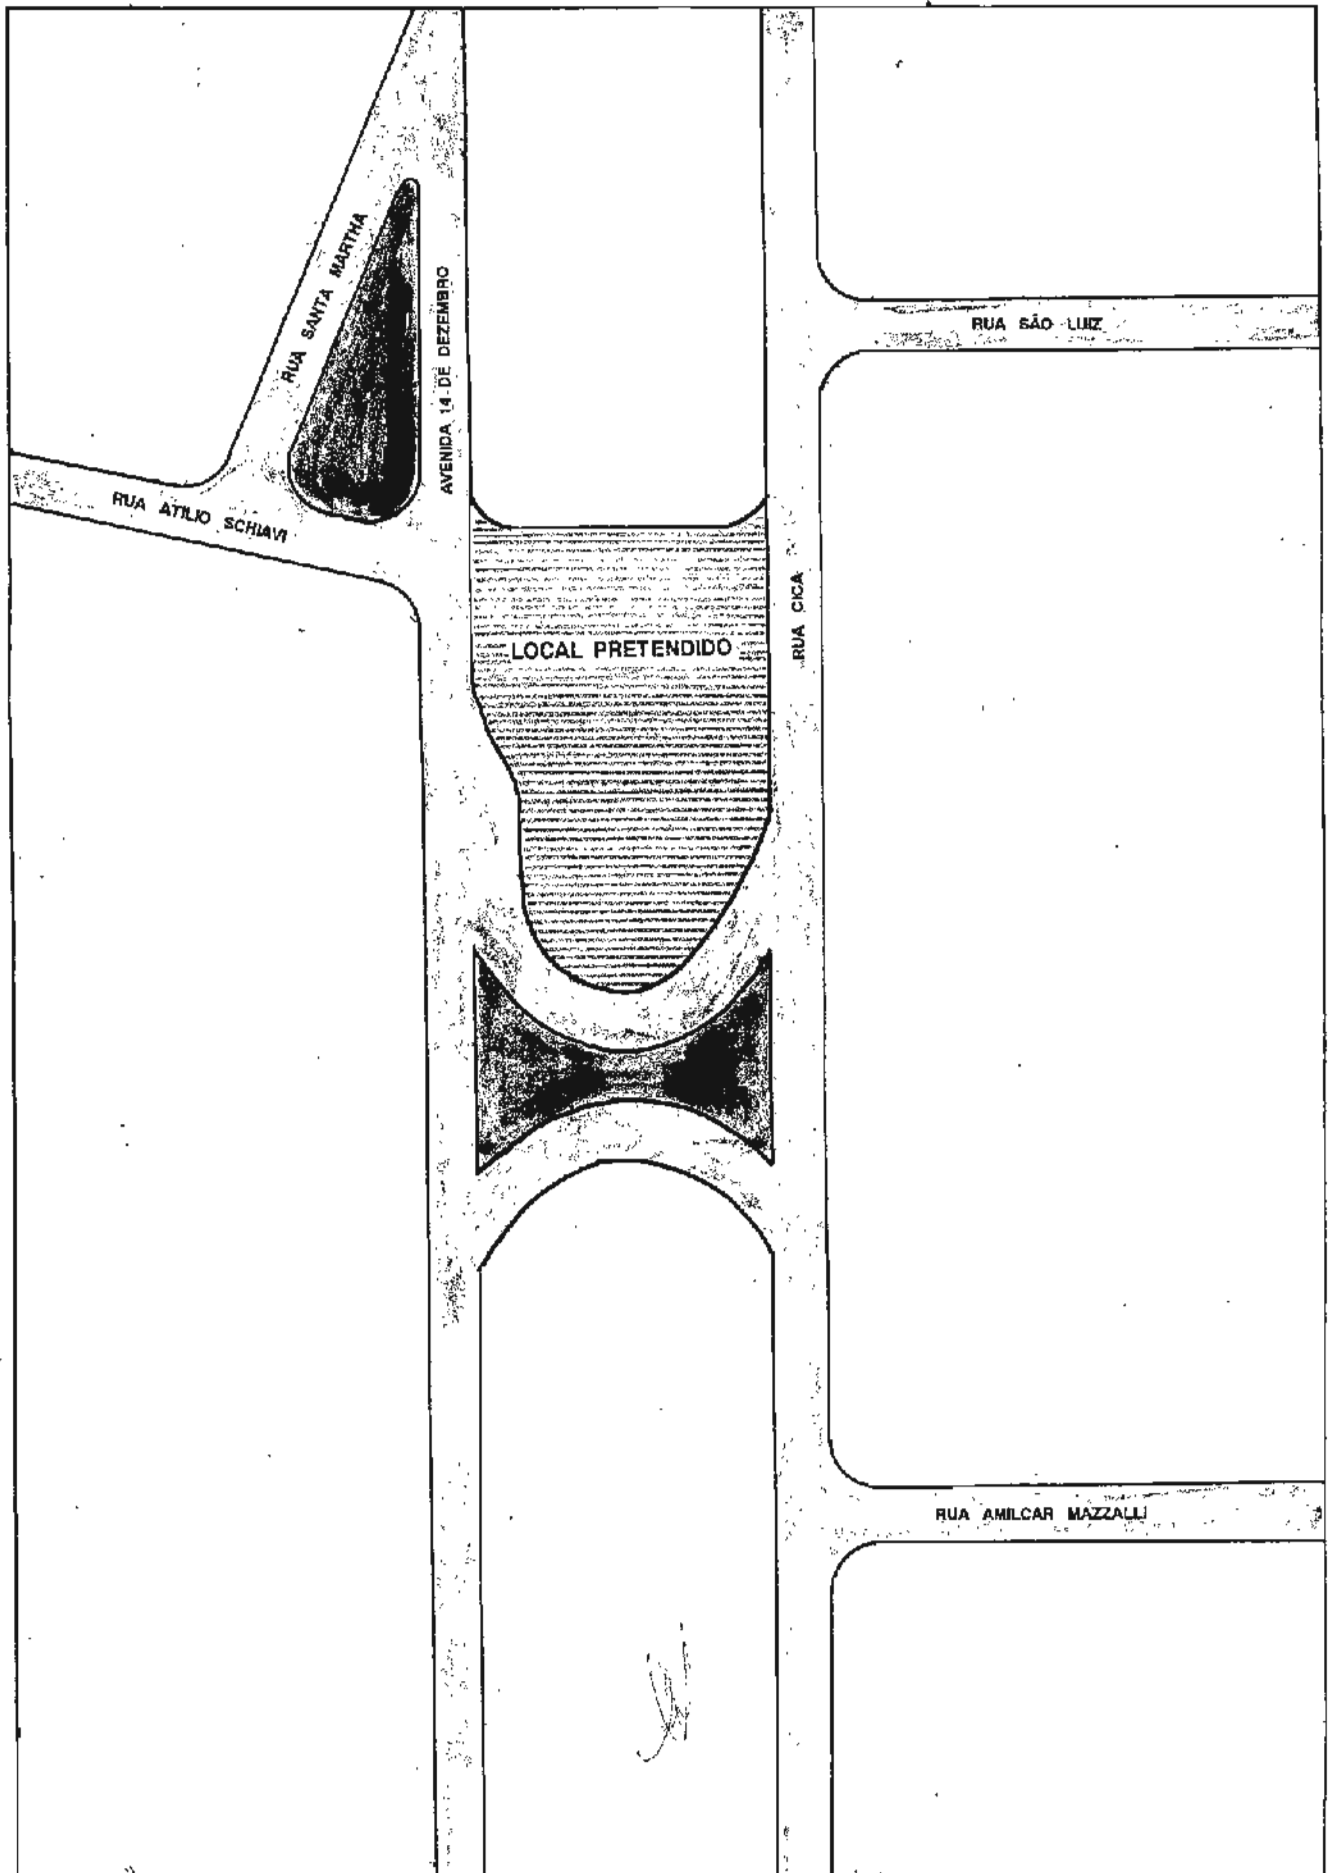 RUA SANTA MARTHA
AVENIDA 14 DE DEZEMBRO
RUA SÃO LUIZ
RUA ATILIO SCHIAVI
LOCAL PRETENDIDO
RUA CICA
RUA AMILCAR MAZZALLI